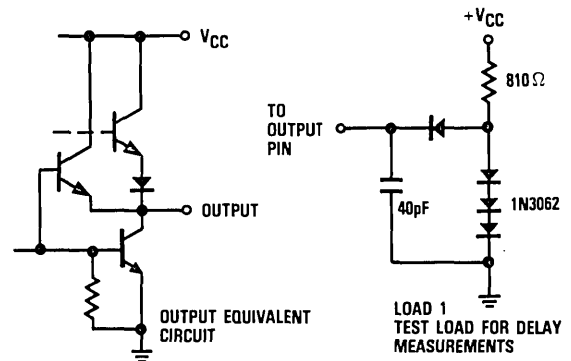 VCC
OUTPUT
OUTPUT EQUIVALENT
CIRCUIT
+VCC
810Ω
TO
OUTPUT
PIN
40pF
1N3062
LOAD 1
TEST LOAD FOR DELAY
MEASUREMENTS